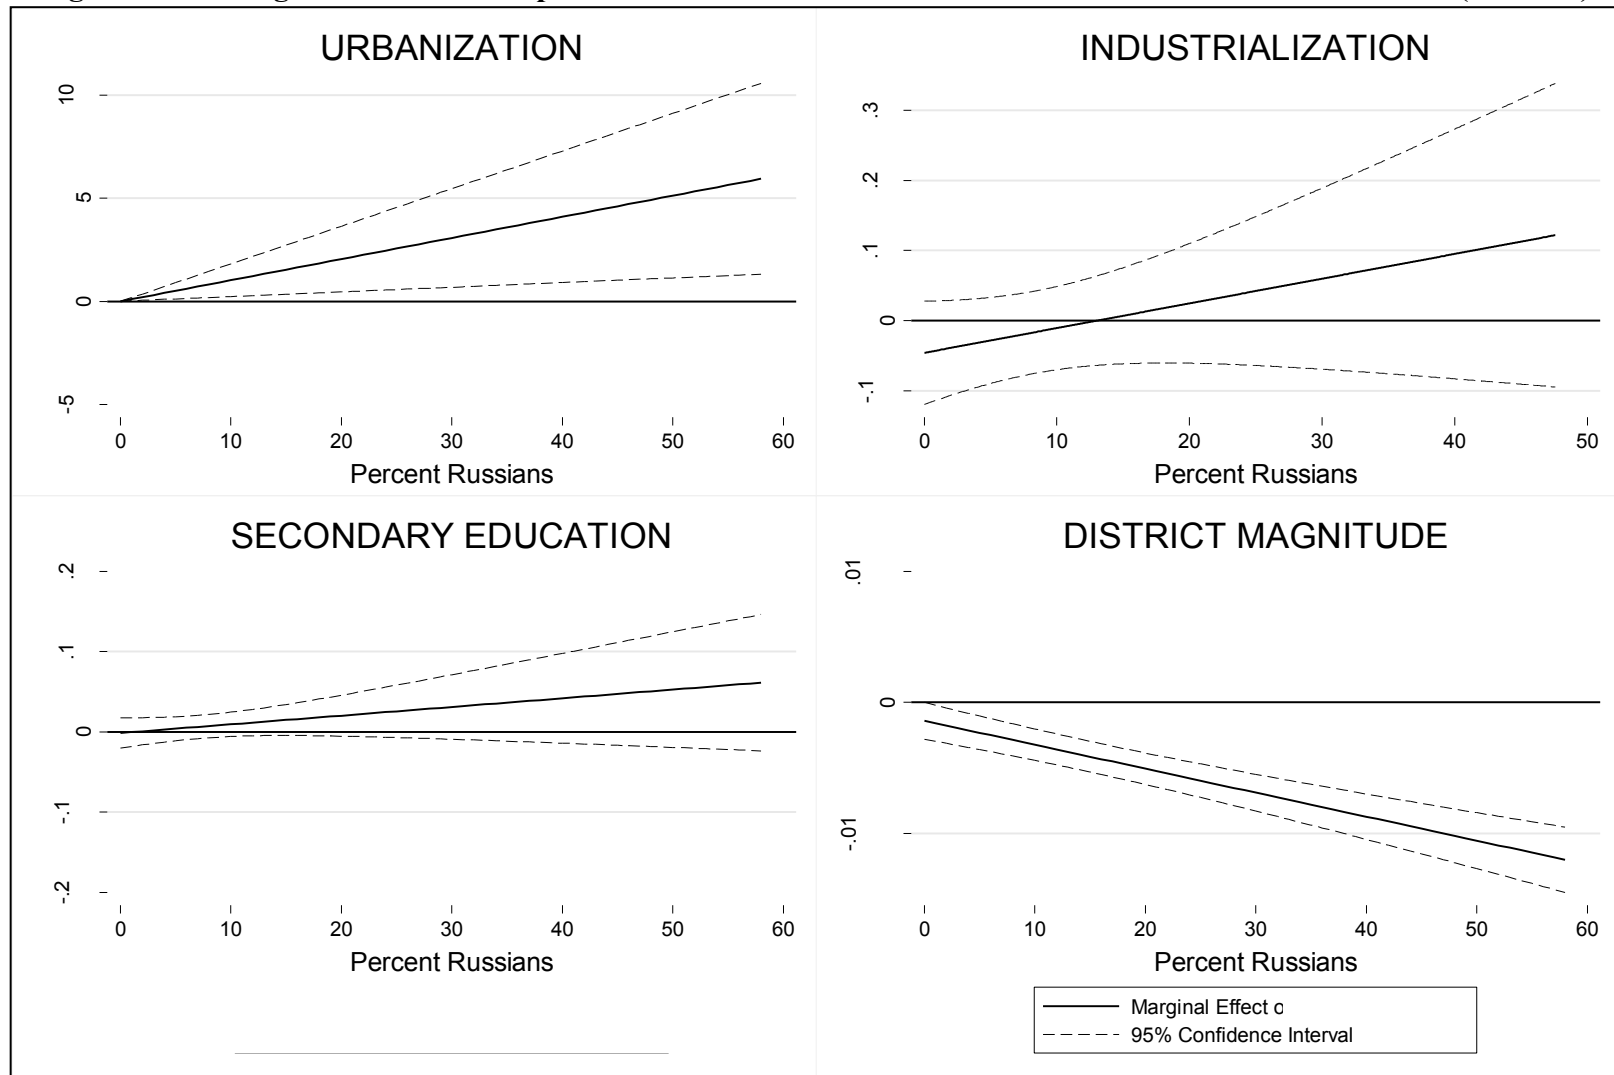 URBANIZATION
10
5
0
-5
0 10 20 30 40 50 60
Percent Russians
INDUSTRIALIZATION
.3
.2
.1
0
-.1
0 10 20 30 40 50
Percent Russians
SECONDARY EDUCATION
.2
.1
0
-.1
-.2
0 10 20 30 40 50 60
Percent Russians
DISTRICT MAGNITUDE
.01
0
-.01
0 10 20 30 40 50 60
Percent Russians
Marginal Effect o
95% Confidence Interval